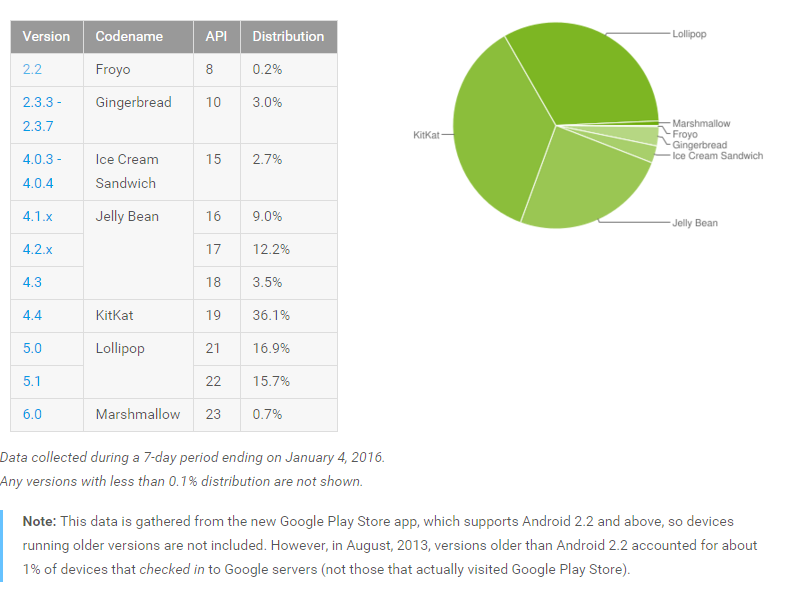 Version Codename API Distribution
2.2 Froyo 8 0.2%
2.3.3 - Gingerbread 10 3.0%
2.3.7
4.0.3 - Ice Cream 15 2.7%
4.0.4 Sandwich
4.1.x Jelly Bean 16 9.0%
4.2.x 17 12.2%
4.3 18 3.5%
4.4 KitKat 19 36.1%
5.0 Lollipop 21 16.9%
5.1 22 15.7%
6.0 Marshmallow 23 0.7%
Lollipop
Marshmallow
KitKat
Froyo
Gingerbread
Ice Cream Sandwich
Jelly Bean
Data collected during a 7-day period ending on January 4, 2016.
Any versions with less than 0.1% distribution are not shown.
Note: This data is gathered from the new Google Play Store app, which supports Android 2.2 and above, so devices
running older versions are not included. However, in August, 2013, versions older than Android 2.2 accounted for about
1% of devices that checked in to Google servers (not those that actually visited Google Play Store).